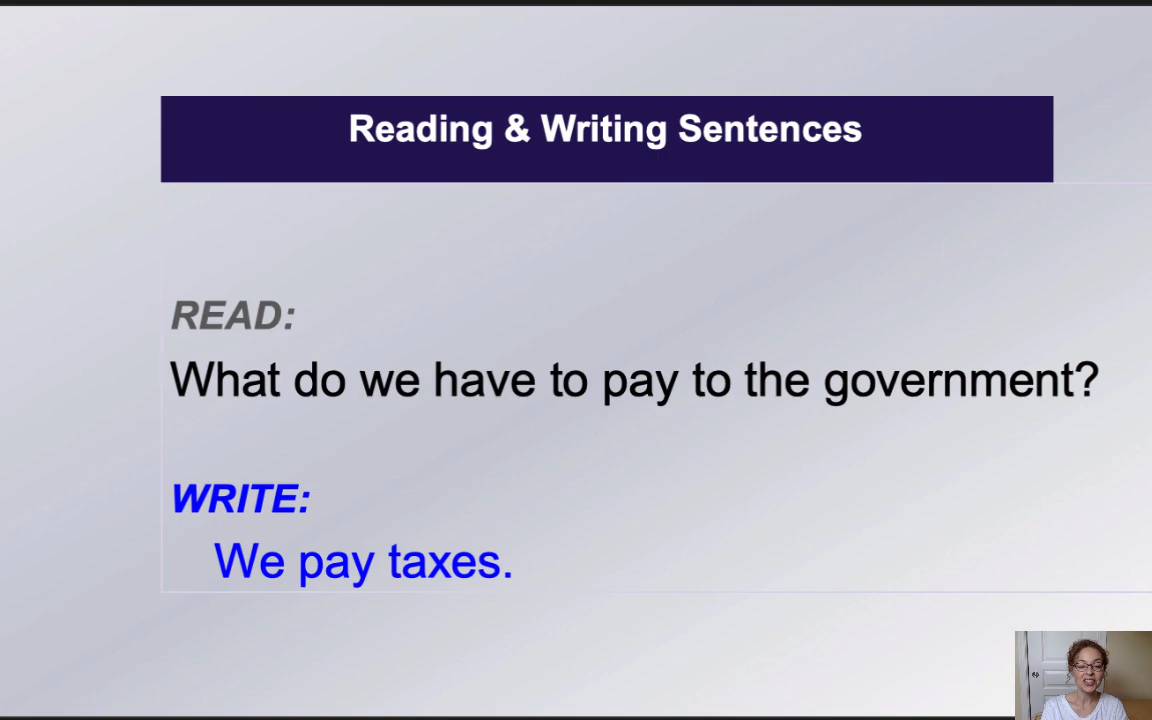 Reading & Writing Sentences
READ:
What do we have to pay to the government?
WRITE:
We pay taxes.